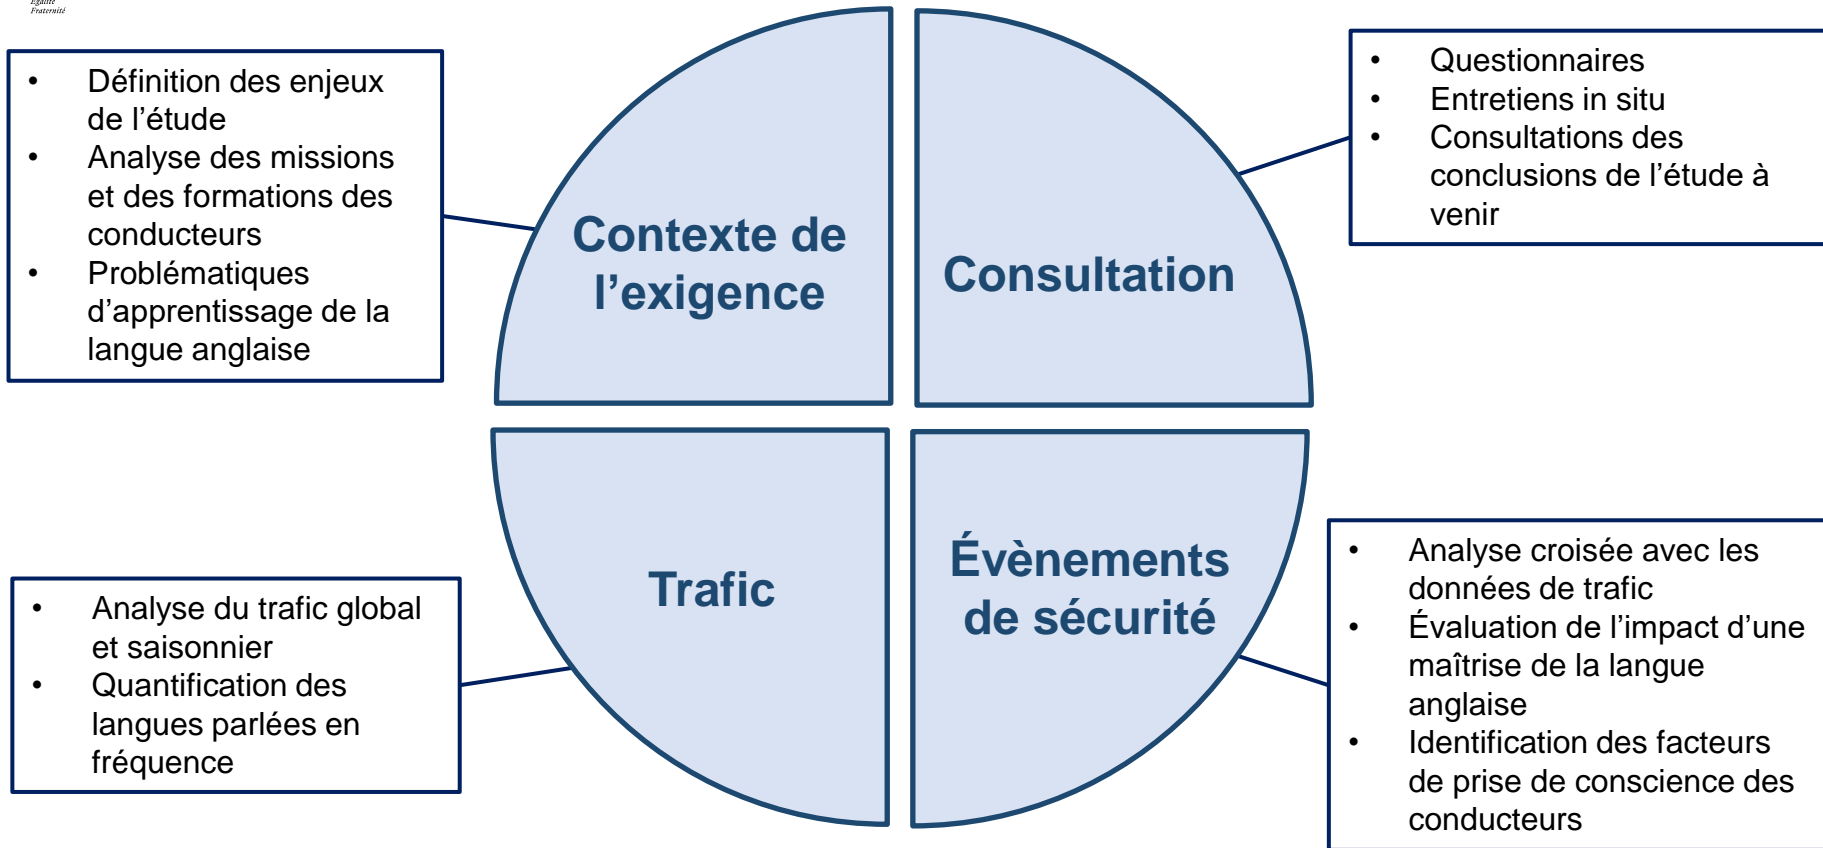 Égalité
Fraternité
• Définition des enjeux
de l’étude
• Analyse des missions
et des formations des
conducteurs
• Problématiques
d’apprentissage de la
langue anglaise
Contexte de
l’exigence
Consultation
• Questionnaires
• Entretiens in situ
• Consultations des
conclusions de l’étude à
venir
• Analyse du trafic global
et saisonnier
• Quantification des
langues parlées en
fréquence
Trafic
Évènements
de sécurité
• Analyse croisée avec les
données de trafic
• Évaluation de l’impact d’une
maîtrise de la langue
anglaise
• Identification des facteurs
de prise de conscience des
conducteurs